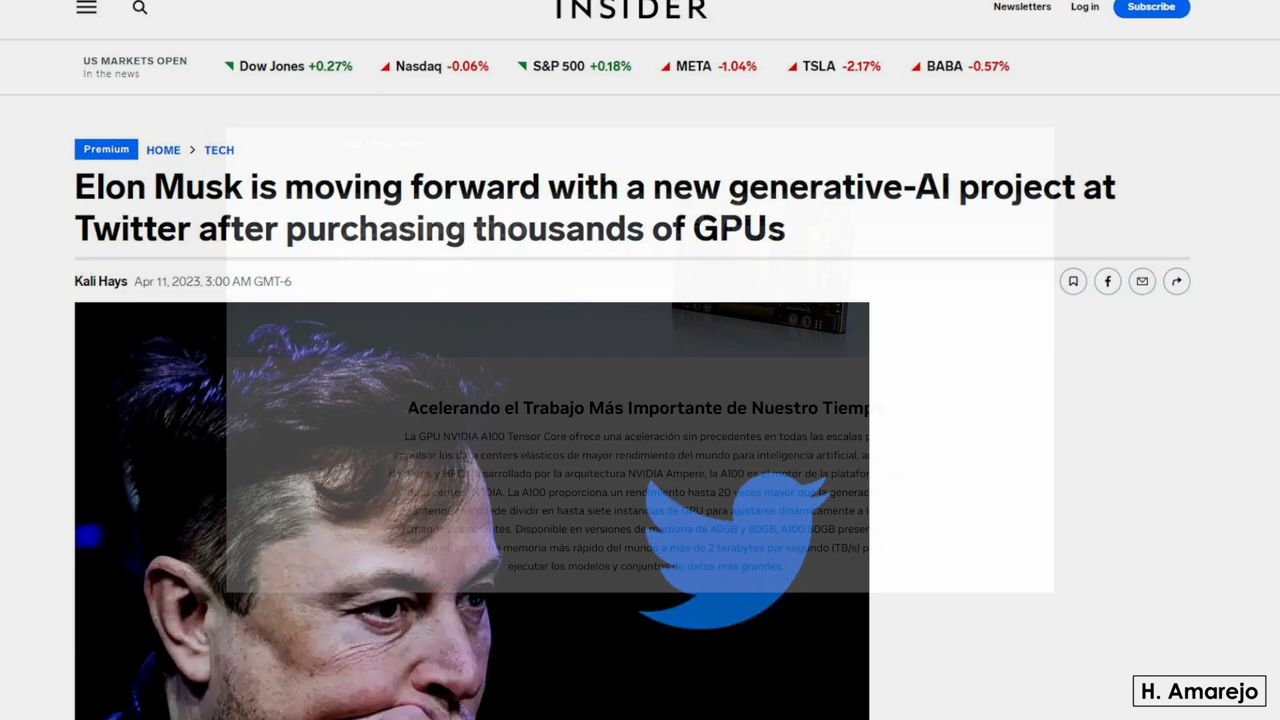 INSIDER
Newsletters
Log in
Subscribe
US MARKETS OPEN
In the news
Dow Jones +0.27%
Nasdaq -0.06%
S&P 500 +0.18%
META -1.04%
TSLA -2.17%
BABA -0.57%
Premium
HOME > TECH
Elon Musk is moving forward with a new generative-AI project at
Twitter after purchasing thousands of GPUs
Kali Hays Apr 11, 2023, 3:00 AM GMT-6
Acelerando el Trabajo Más Importante de Nuestro Tiempo
La GPU NVIDIA A100 Tensor Core ofrece una aceleración sin precedentes en todas las escalas
impulsar los data centers elásticos de mayor rendimiento del mundo para inteligencia artificial,
y HPC. Desarrollado por la arquitectura NVIDIA Ampere, la A100 es el motor de la plataforma
NVIDIA. La A100 proporciona un rendimiento hasta 20 veces mayor que la
se puede dividir en hasta siete instancias de GPU para ajustarse dinámicamente a
Disponible en versiones de memoria de 40GB y 80GB, A100 80GB
memoria más rápido del mundo a más de 2 terabytes por segundo (TB/s)
ejecutar los modelos y conjuntos de datos más grandes.
H. Amarejo